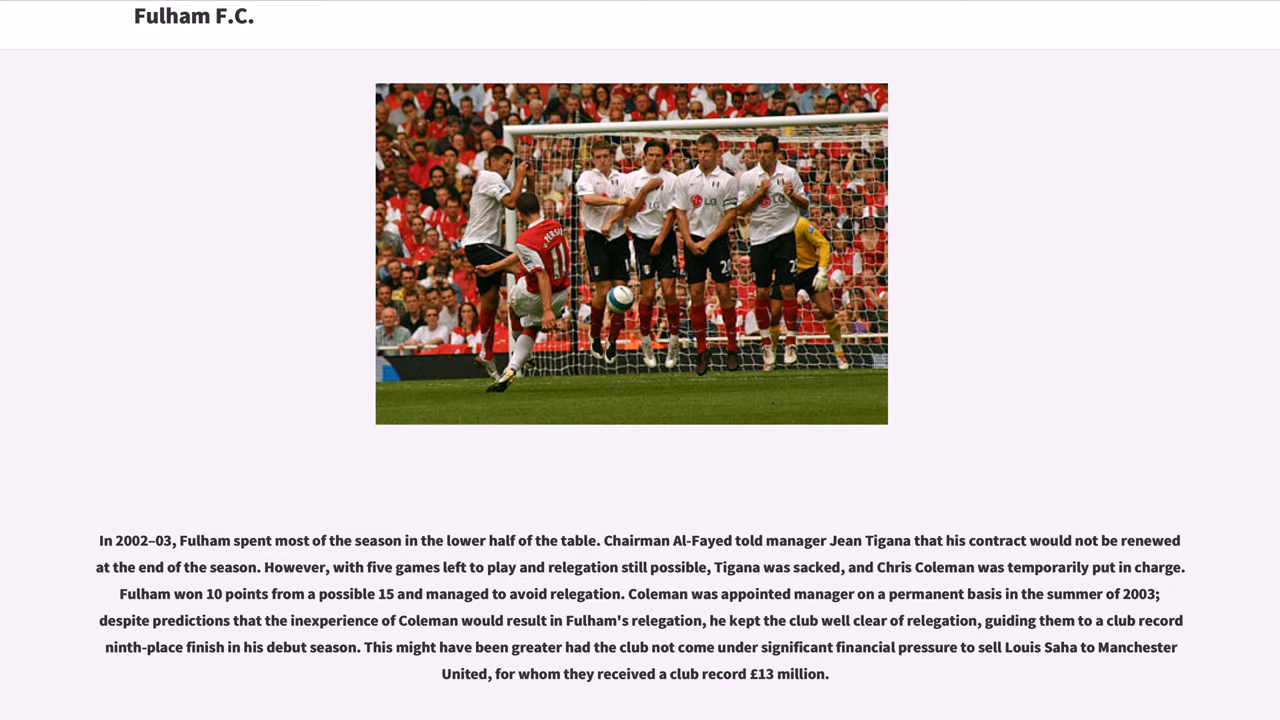 Fulham F.C.
V. PERSIE
11
LG
LG
LG
20
2
In 2002–03, Fulham spent most of the season in the lower half of the table. Chairman Al-Fayed told manager Jean Tigana that his contract would not be renewed
at the end of the season. However, with five games left to play and relegation still possible, Tigana was sacked, and Chris Coleman was temporarily put in charge.
Fulham won 10 points from a possible 15 and managed to avoid relegation. Coleman was appointed manager on a permanent basis in the summer of 2003;
despite predictions that the inexperience of Coleman would result in Fulham's relegation, he kept the club well clear of relegation, guiding them to a club record
ninth-place finish in his debut season. This might have been greater had the club not come under significant financial pressure to sell Louis Saha to Manchester
United, for whom they received a club record £13 million.